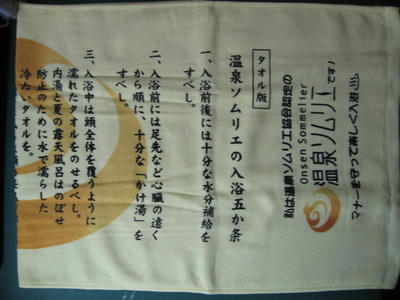 私は温泉ソムリエ協会認定の
Onsen Sommelier
温泉ソムリエです!
マナーを守って楽しく入浴♨
タオル版
温泉ソムリエの入浴五か条
一、入浴前後には十分な水分補給を
すべし。
二、入浴前には足先など心臓の遠く
から順に、十分な「かけ湯」を
すべし。
三、入浴中は頭全体を覆うように
濡れたタオルをのせるべし。
内湯と夏の露天風呂はのぼせ
防止のために水で濡らした
冷たいタオルを。